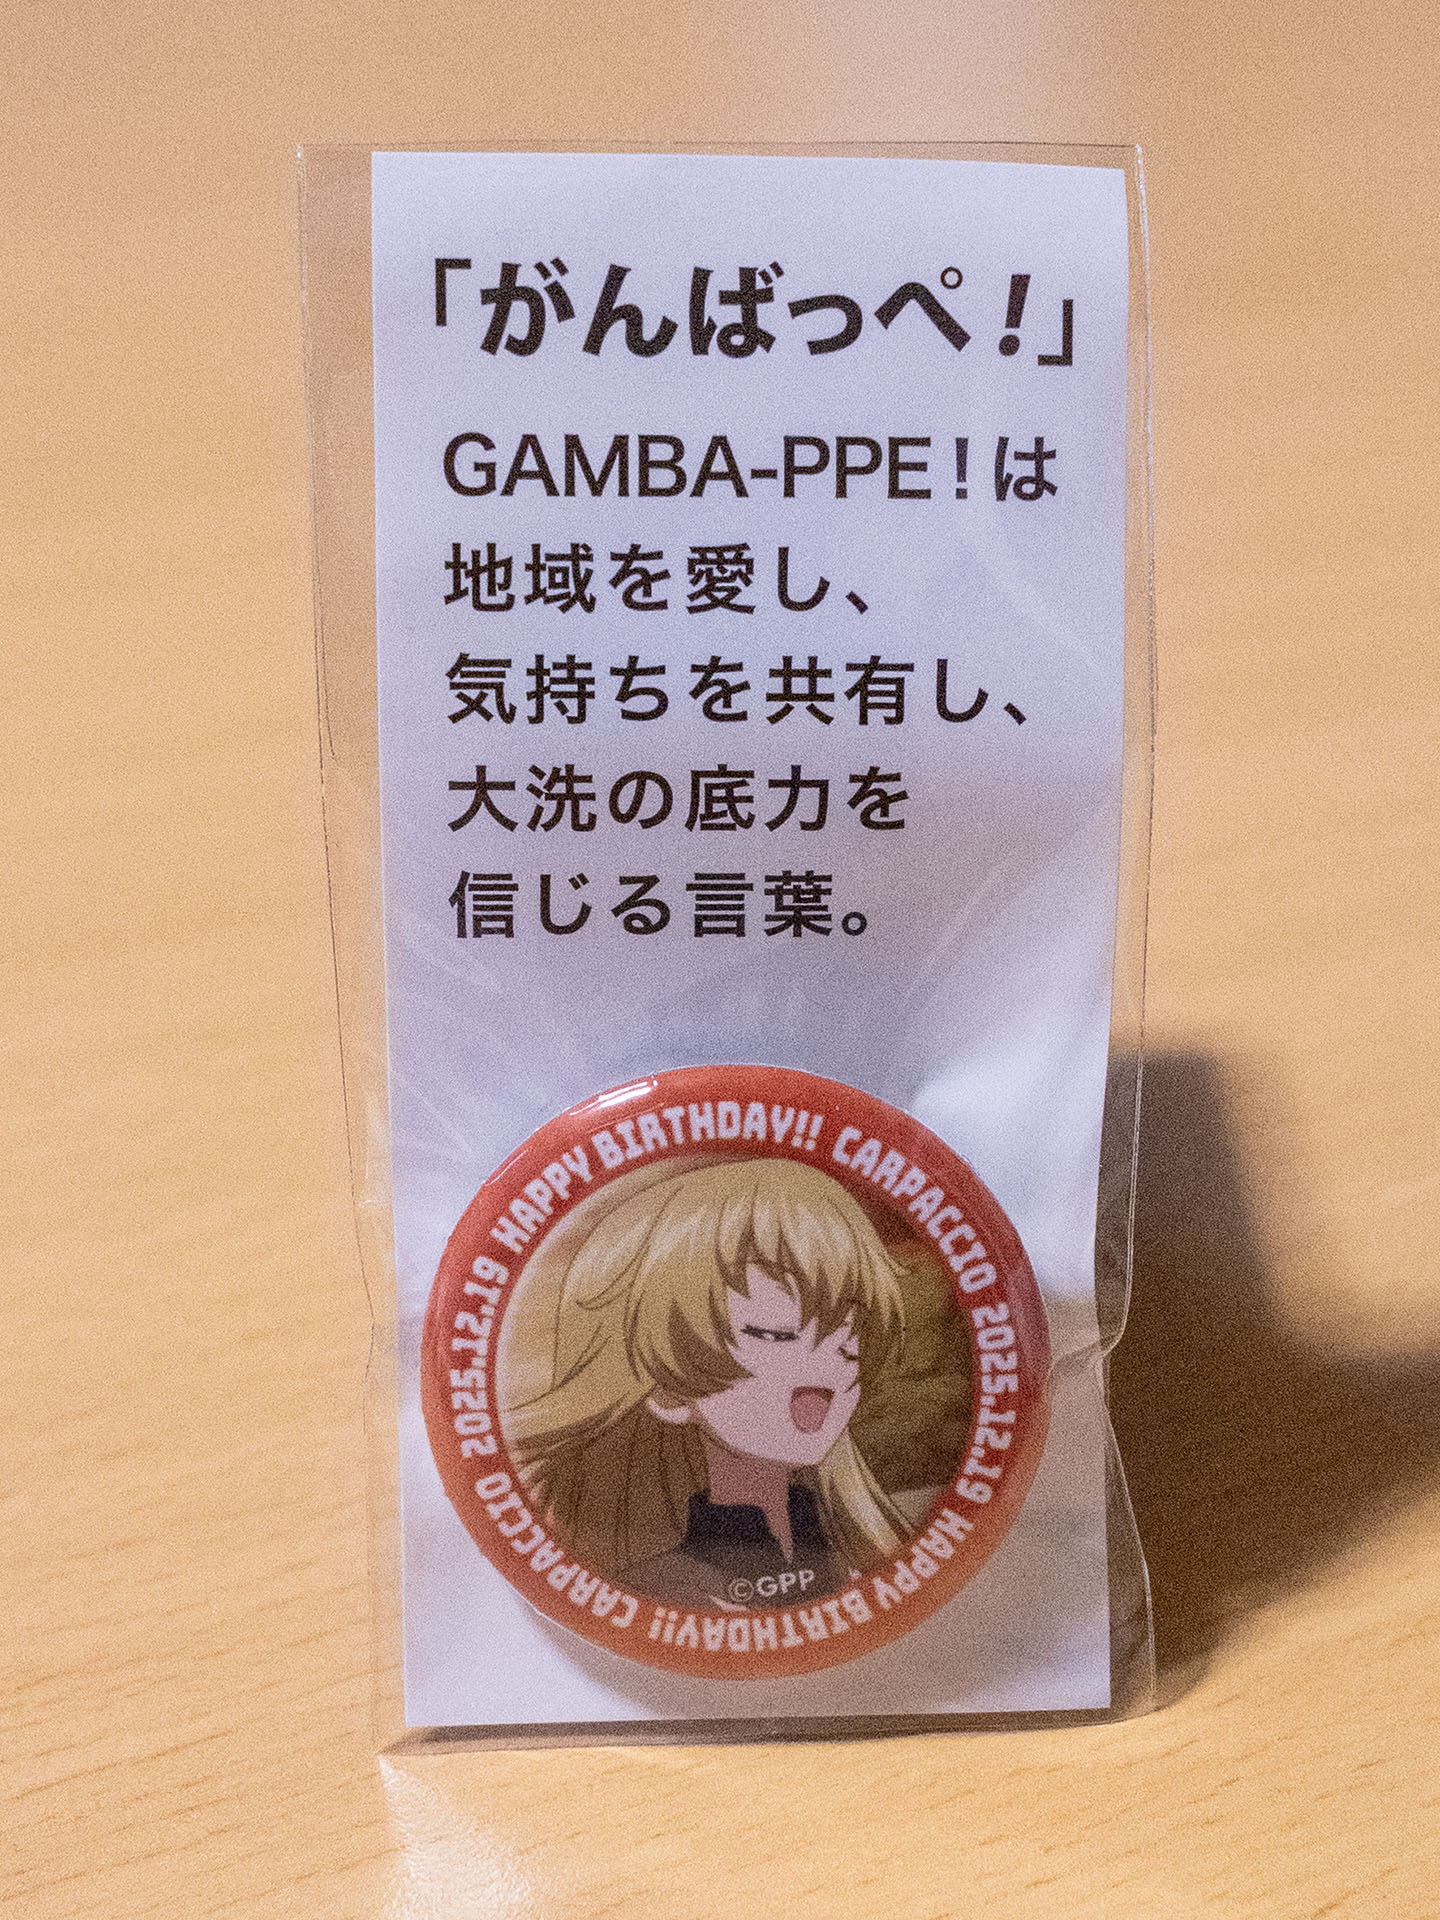 「がんばっぺ!」
GAMBA-PPE!は
地域を愛し、
気持ちを共有し、
大洗の底力を
信じる言葉。
HAPPY BIRTHDAY!! CARPACCIO 2025.12.19 HAPPY BIRTHDAY!! CARPACCIO 2025.12.19
©GPP